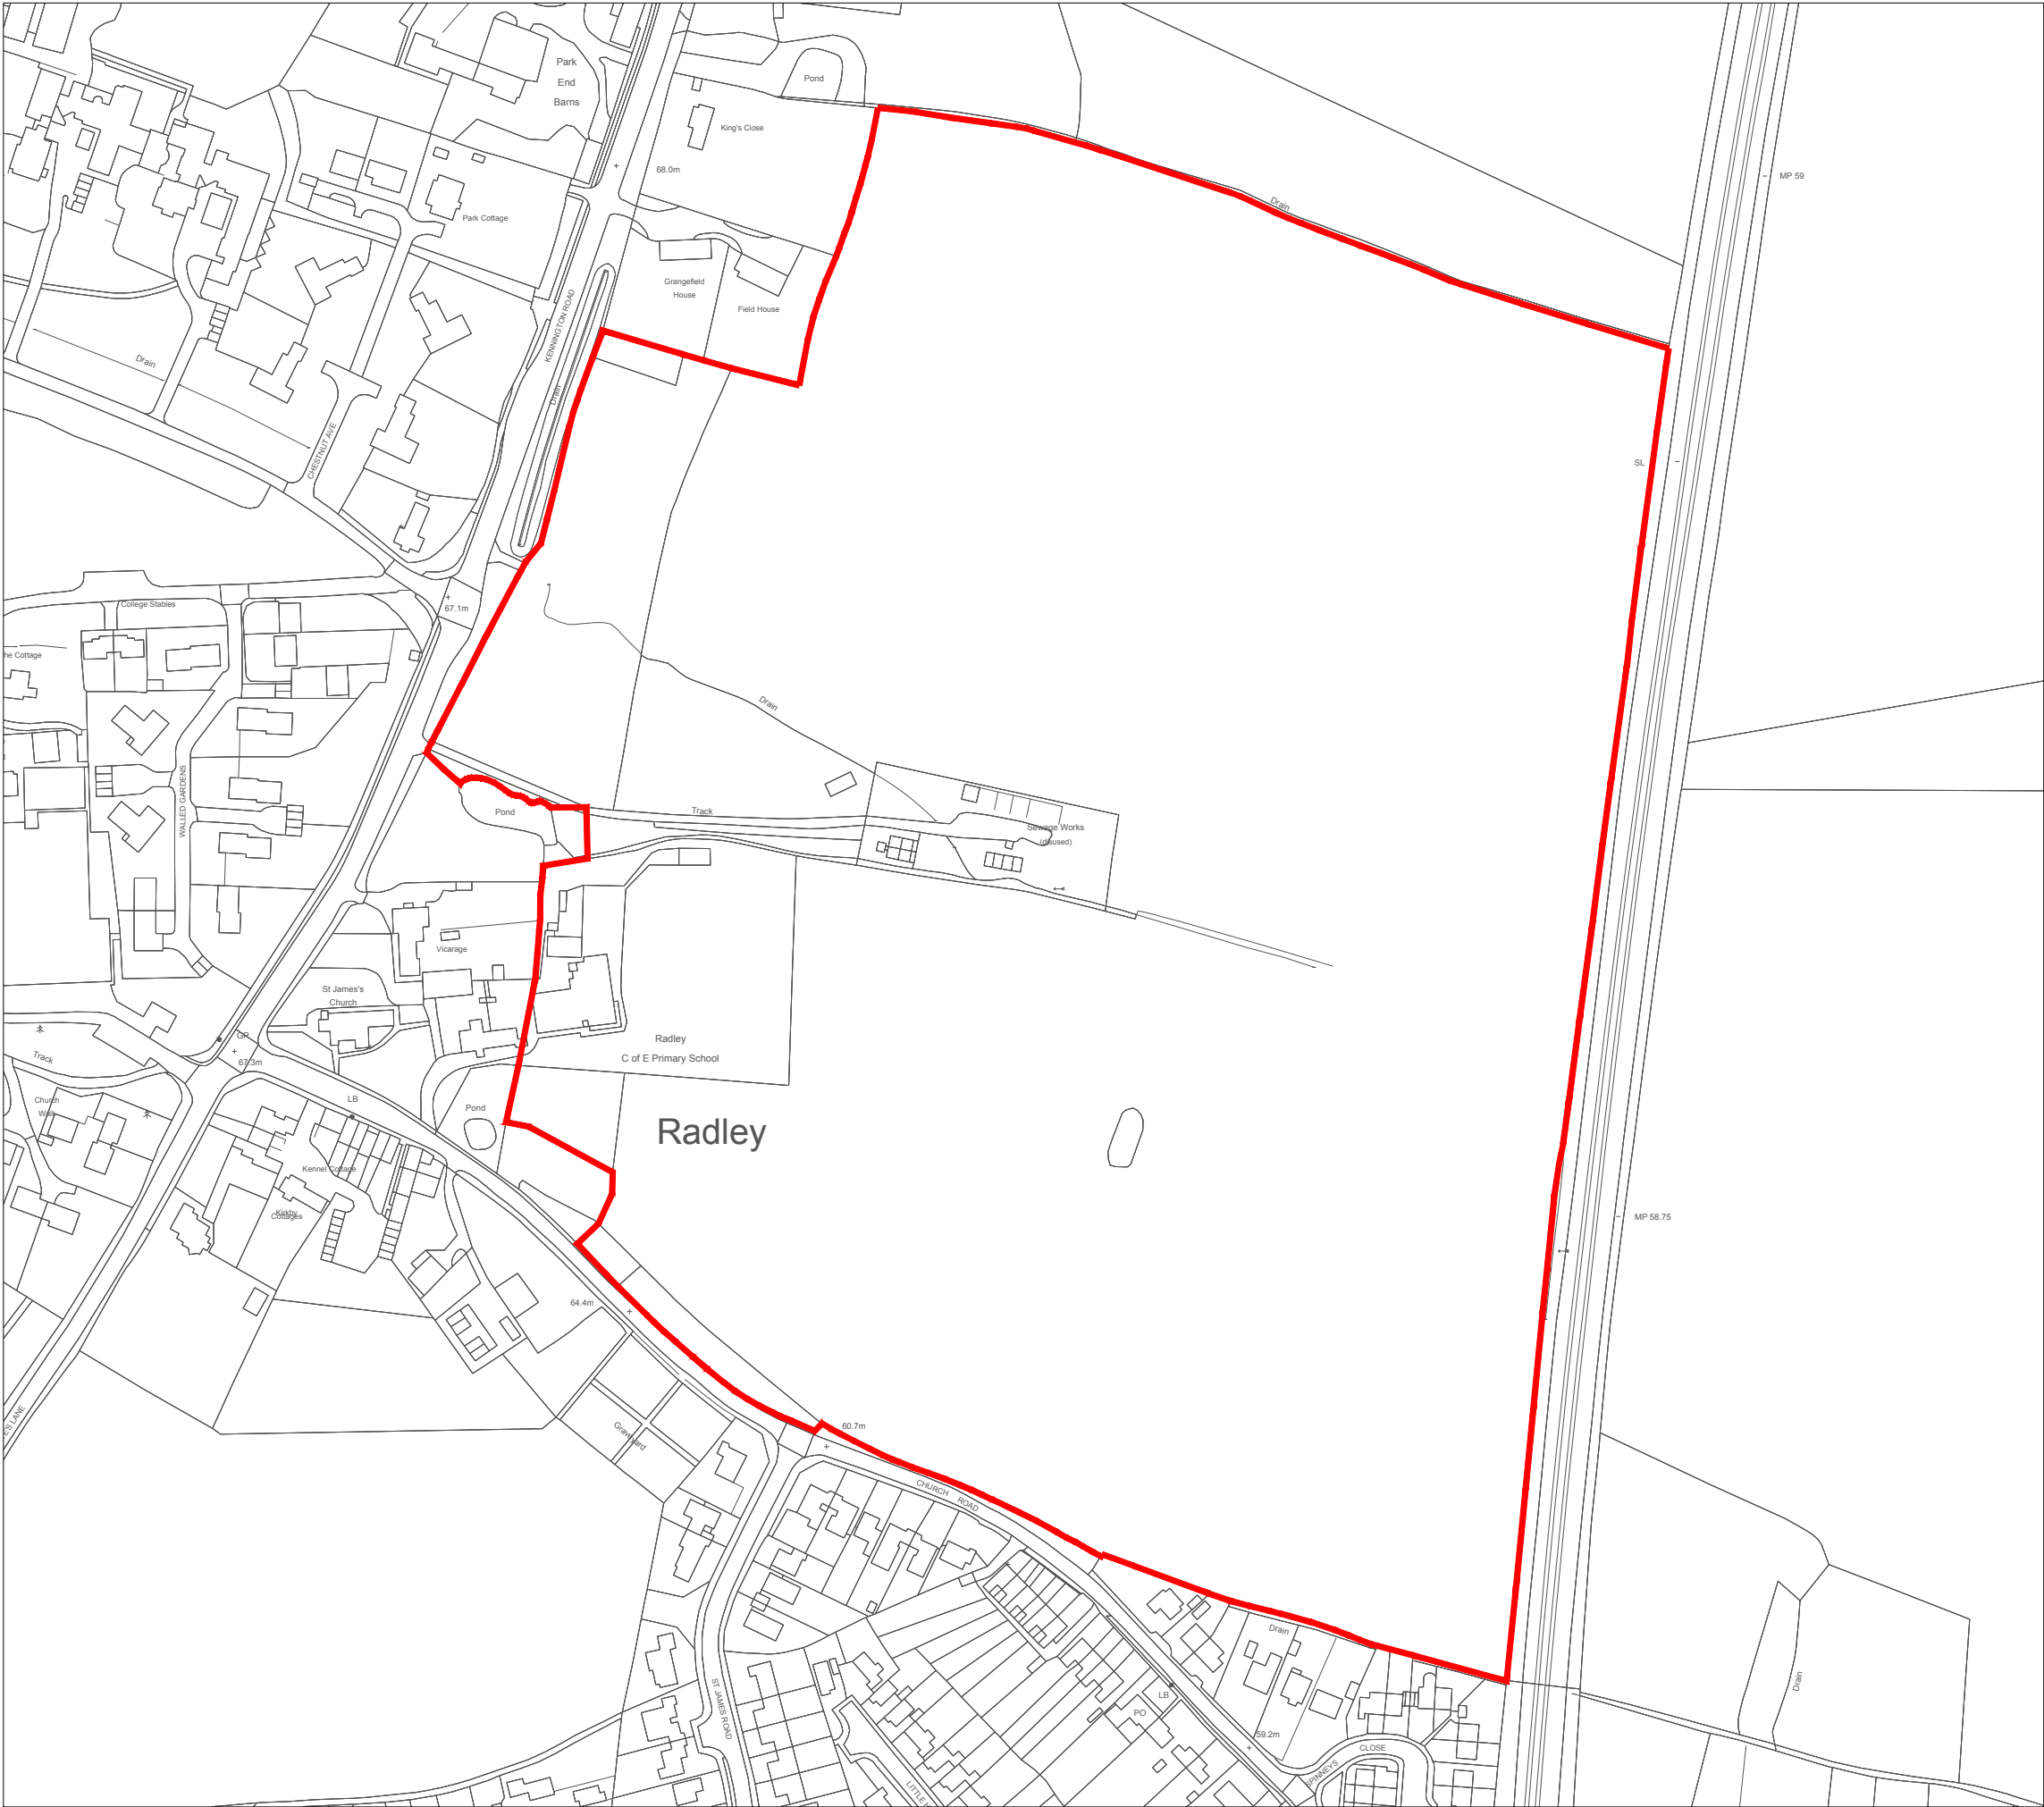 Park
End
Barns
Pond
King's Close
68.0m
MP 59
Park Cottage
Drain
Grangefield
House
Field House
KENNINGTON ROAD
Drain
Drain
CHESTNUT AVE
SL
College Stables
67.1m
he Cottage
Drain
WALLED GARDENS
Pond
Track
Sewage Works
(disused)
Vicarage
St James's
Church
GP
67.3m
Track
Radley
C of E Primary School
Church
Walk
LB
Pond
Radley
Kennel Cottage
Kirkby
Cottages
MP 58.75
64.4m
E'S LANE
Graveyard
60.7m
CHURCH ROAD
Drain
ST JAMES ROAD
LB
PO
59.2m
CLOSE
SPINNEYS
Drain